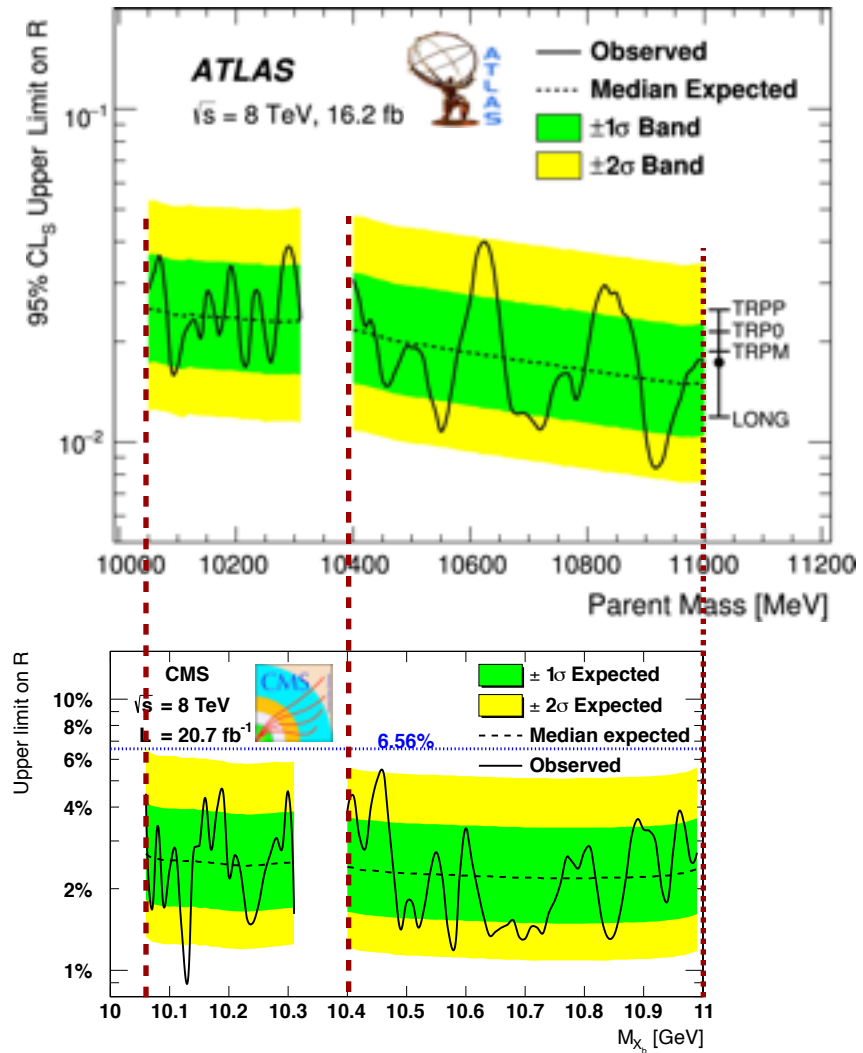 ATLAS
√s = 8 TeV, 16.2 fb
ATLAS
Observed
Median Expected
±1σ Band
±2σ Band
95% CLS Upper Limit on R
10⁻¹
10⁻²
TRPP
TRP0
TRPM
LONG
10000 10200 10400 10600 10800 11000 11200
Parent Mass [MeV]
Upper limit on R
CMS
√s = 8 TeV
L = 20.7 fb⁻¹
CMS
± 1σ Expected
± 2σ Expected
Median expected
Observed
6.56%
10%
8%
6%
4%
2%
1%
10 10.1 10.2 10.3 10.4 10.5 10.6 10.7 10.8 10.9 11
M_X_b [GeV]